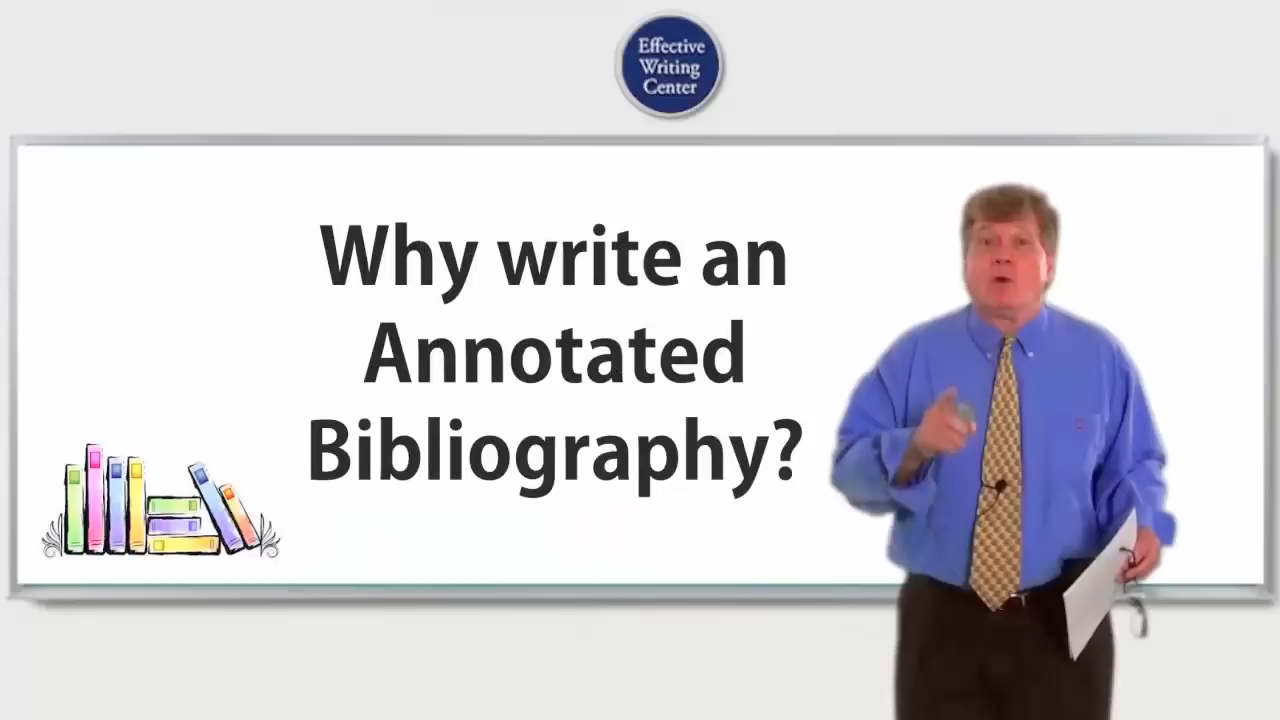 Effective
Writing
Center
Why write an
Annotated
Bibliography?